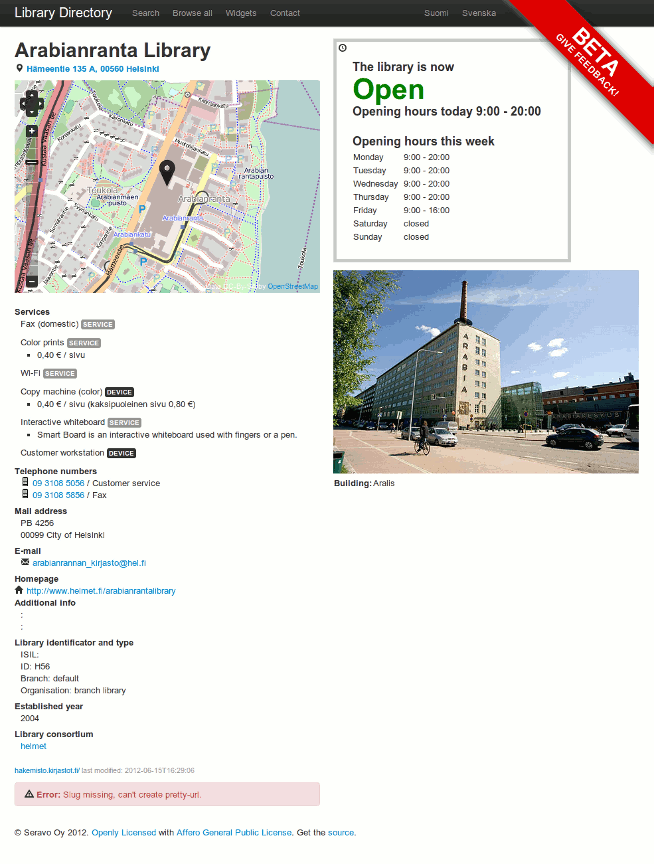 Library Directory Search Browse all Widgets Contact Suomi Svenska
BETA
GIVE FEEDBACK!
Arabianranta Library
Hämeentie 135 A, 00560 Helsinki
Toukola
Arabianmäen
puisto
Arabianranta
Arabian
rantapuisto
Arabiankatu
OpenStreetMap
The library is now
Open
Opening hours today 9:00 - 20:00
Opening hours this week
Monday 9:00 - 20:00
Tuesday 9:00 - 20:00
Wednesday 9:00 - 20:00
Thursday 9:00 - 20:00
Friday 9:00 - 16:00
Saturday closed
Sunday closed
ARABIA
Building: Aralis
Services
Fax (domestic) SERVICE
Color prints SERVICE
0,40 € / sivu
Wi-Fi SERVICE
Copy machine (color) DEVICE
0,40 € / sivu (kaksipuoleinen sivu 0,80 €)
Interactive whiteboard SERVICE
Smart Board is an interactive whiteboard used with fingers or a pen.
Customer workstation DEVICE
Telephone numbers
09 3108 5056 / Customer service
09 3108 5856 / Fax
Mail address
PB 4256
00099 City of Helsinki
E-mail
arabianrannan_kirjasto@hel.fi
Homepage
http://www.helmet.fi/arabianrantalibrary
Additional info
:
:
Library identificator and type
ISIL:
ID: H56
Branch: default
Organisation: branch library
Established year
2004
Library consortium
helmet
hakemisto.kirjastot.fi/ last modified: 2012-06-15T16:29:06
Error: Slug missing, can't create pretty-url.
© Seravo Oy 2012. Openly Licensed with Affero General Public License. Get the source.